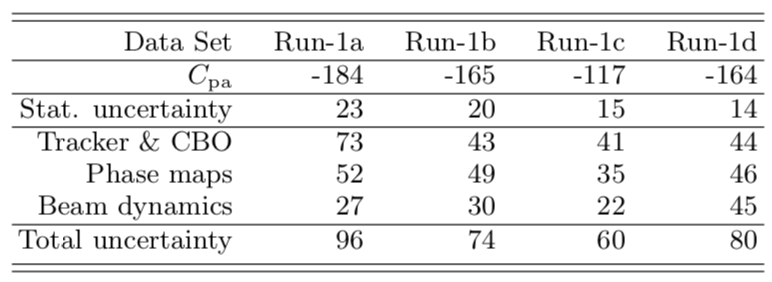 Data Set Run-1a Run-1b Run-1c Run-1d
C_pa -184 -165 -117 -164
Stat. uncertainty 23 20 15 14
Tracker & CBO 73 43 41 44
Phase maps 52 49 35 46
Beam dynamics 27 30 22 45
Total uncertainty 96 74 60 80